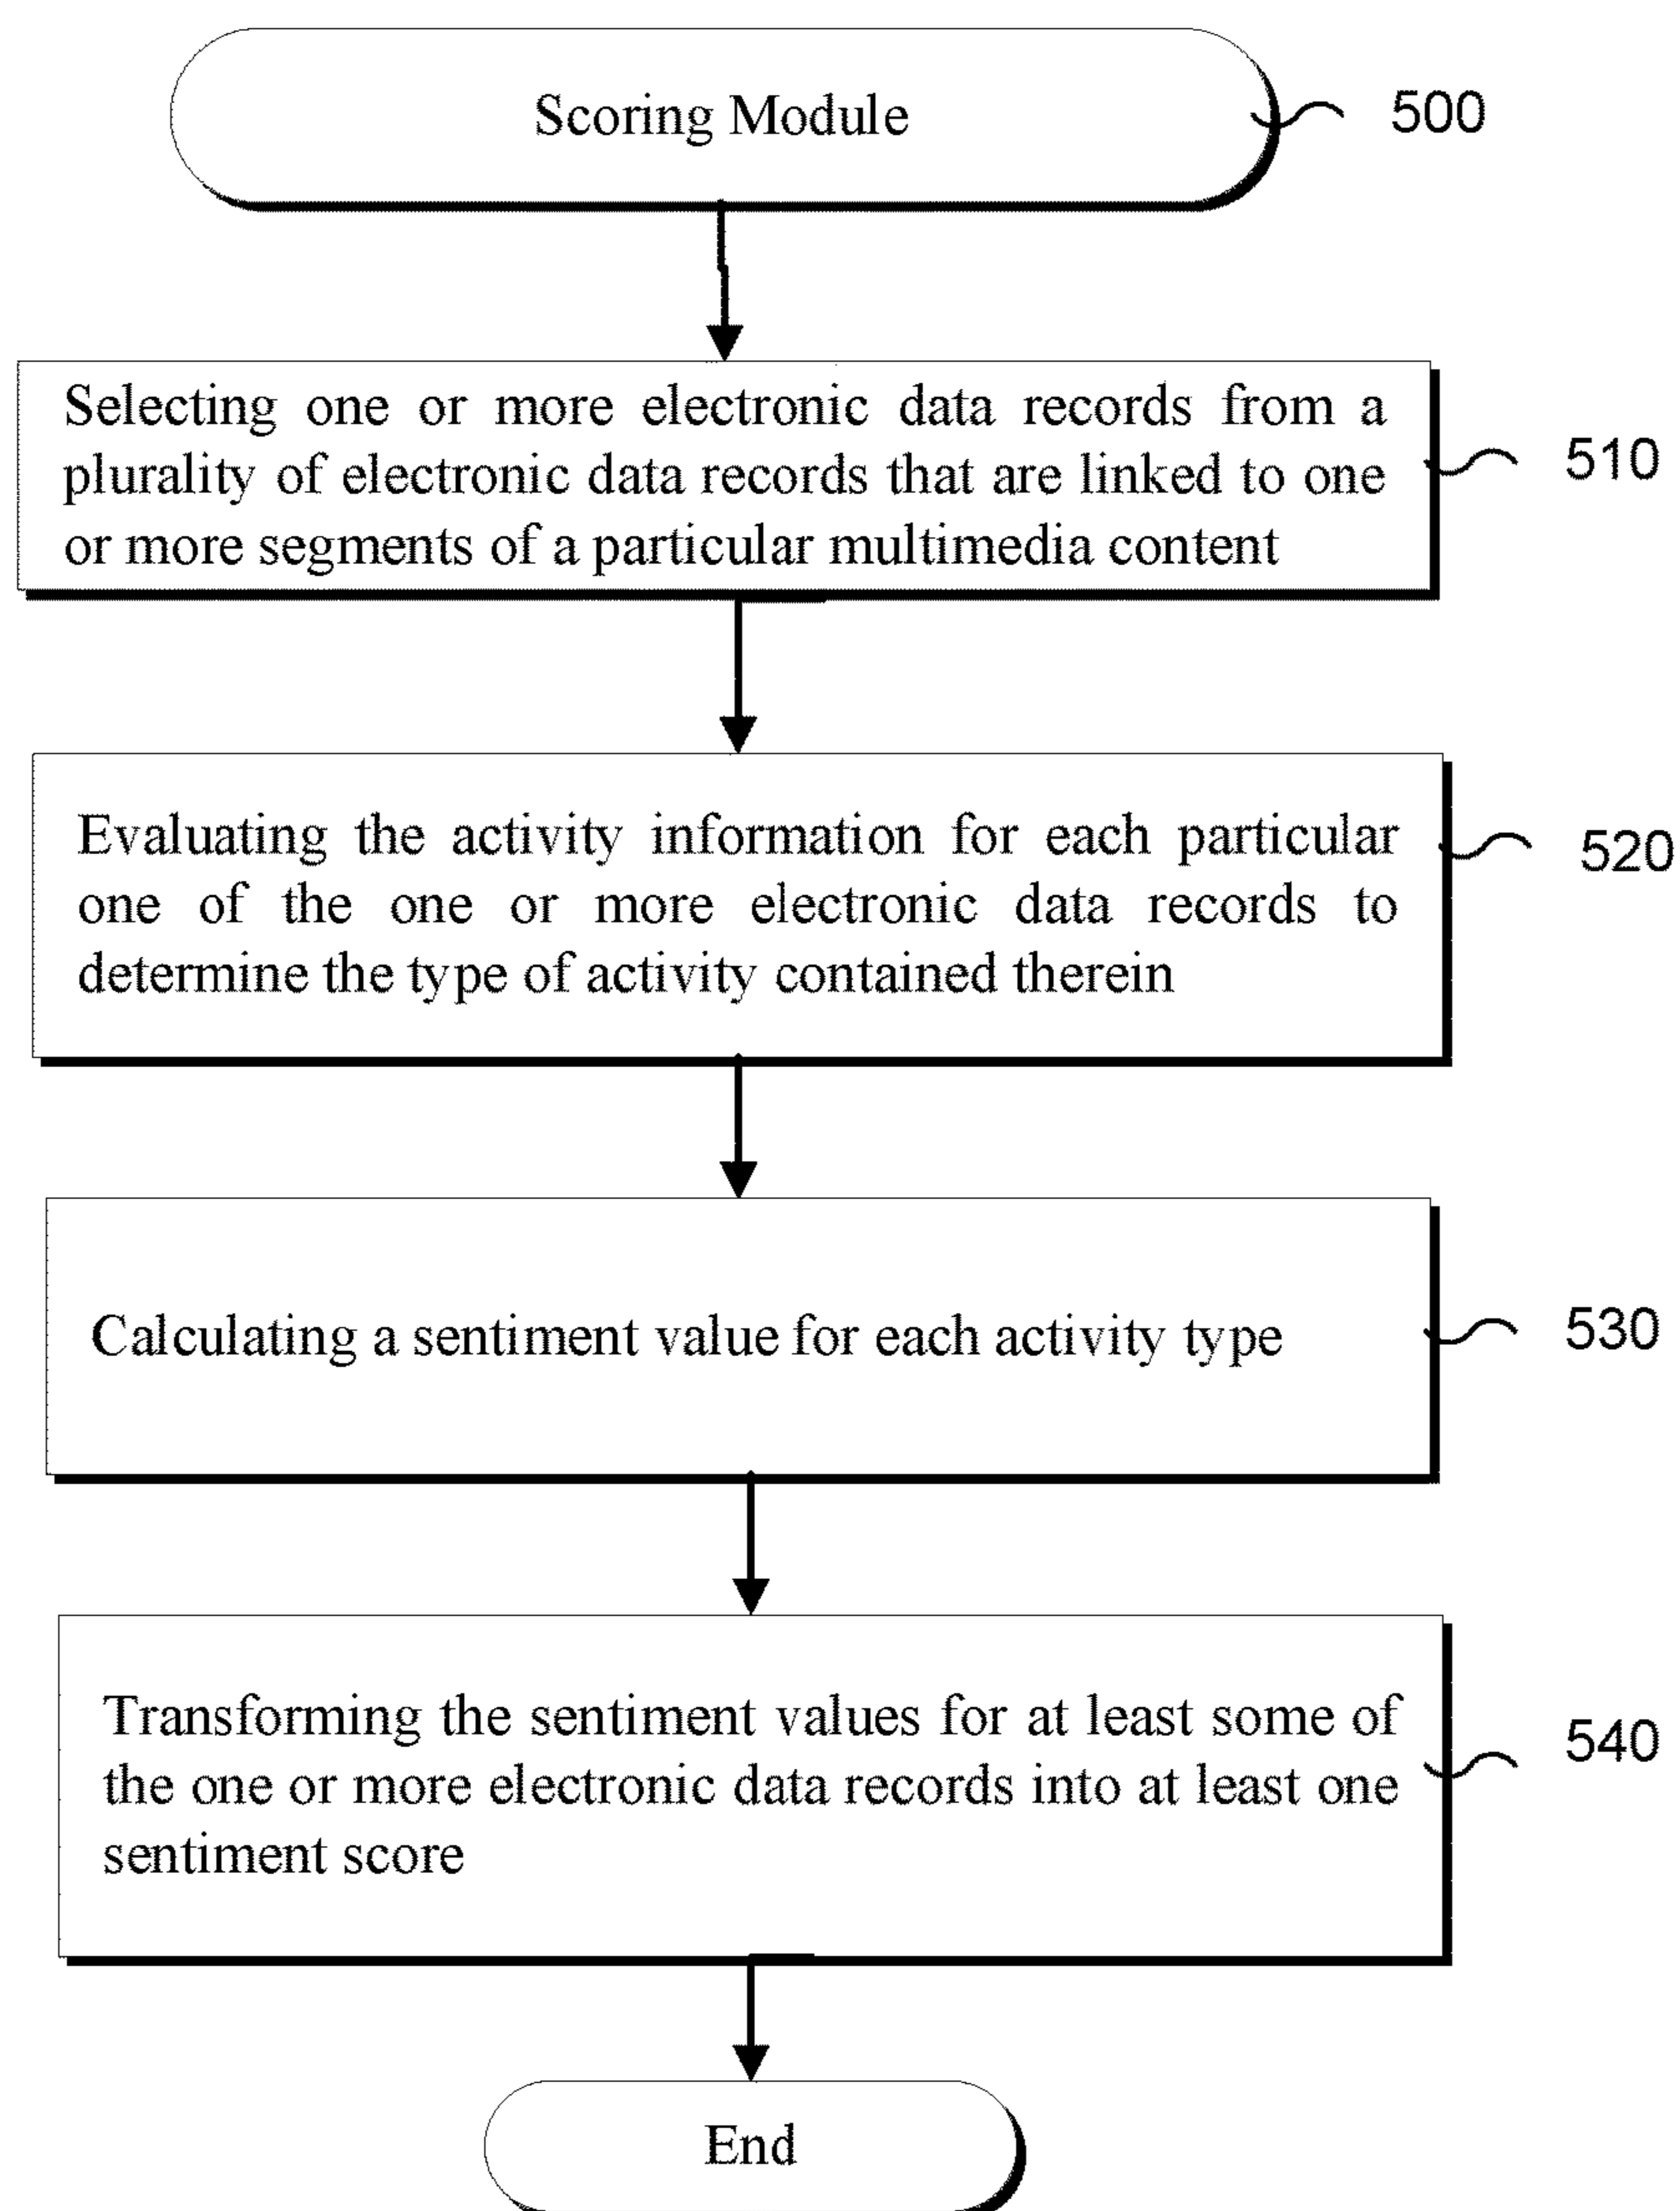 Scoring Module
500
Selecting one or more electronic data records from a
plurality of electronic data records that are linked to one
or more segments of a particular multimedia content
510
Evaluating the activity information for each particular
one of the one or more electronic data records to
determine the type of activity contained therein
520
Calculating a sentiment value for each activity type
530
Transforming the sentiment values for at least some of
the one or more electronic data records into at least one
sentiment score
540
End